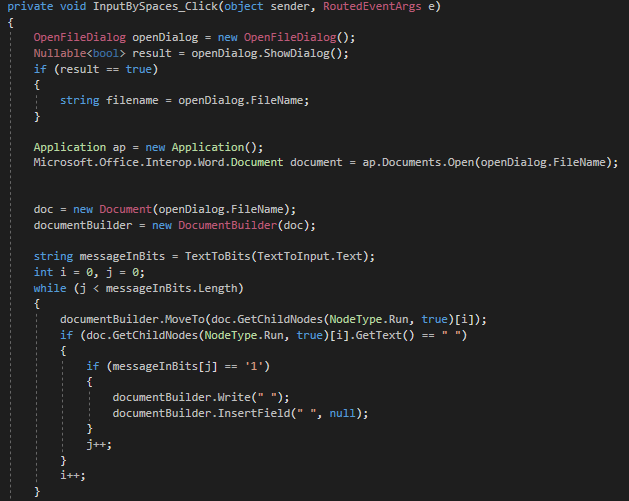 private void InputBySpaces_Click(object sender, RoutedEventArgs e)
{
    OpenFileDialog openDialog = new OpenFileDialog();
    Nullable<bool> result = openDialog.ShowDialog();
    if (result == true)
    {
        string filename = openDialog.FileName;
    }

    Application ap = new Application();
    Microsoft.Office.Interop.Word.Document document = ap.Documents.Open(openDialog.FileName);


    doc = new Document(openDialog.FileName);
    documentBuilder = new DocumentBuilder(doc);

    string messageInBits = TextToBits(TextToInput.Text);
    int i = 0, j = 0;
    while (j < messageInBits.Length)
    {
        documentBuilder.MoveTo(doc.GetChildNodes(NodeType.Run, true)[i]);
        if (doc.GetChildNodes(NodeType.Run, true)[i].GetText() == " ")
        {
            if (messageInBits[j] == '1')
            {
                documentBuilder.Write(" ");
                documentBuilder.InsertField(" ", null);
            }
            j++;
        }
        i++;
    }